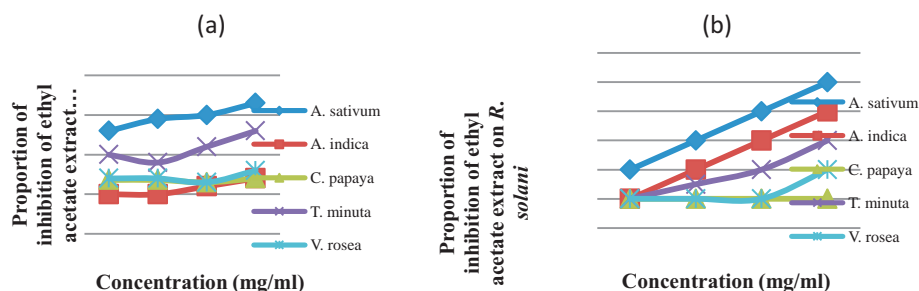 (a)
Proportion of
inhibition of ethyl
acetate extract...
A. sativum
A. indica
C. papaya
T. minuta
V. rosea
Concentration (mg/ml)
(b)
Proportion of
inhibition of ethyl
acetate extract on R.
solani
A. sativum
A. indica
C. papaya
T. minuta
V. rosea
Concentration (mg/ml)